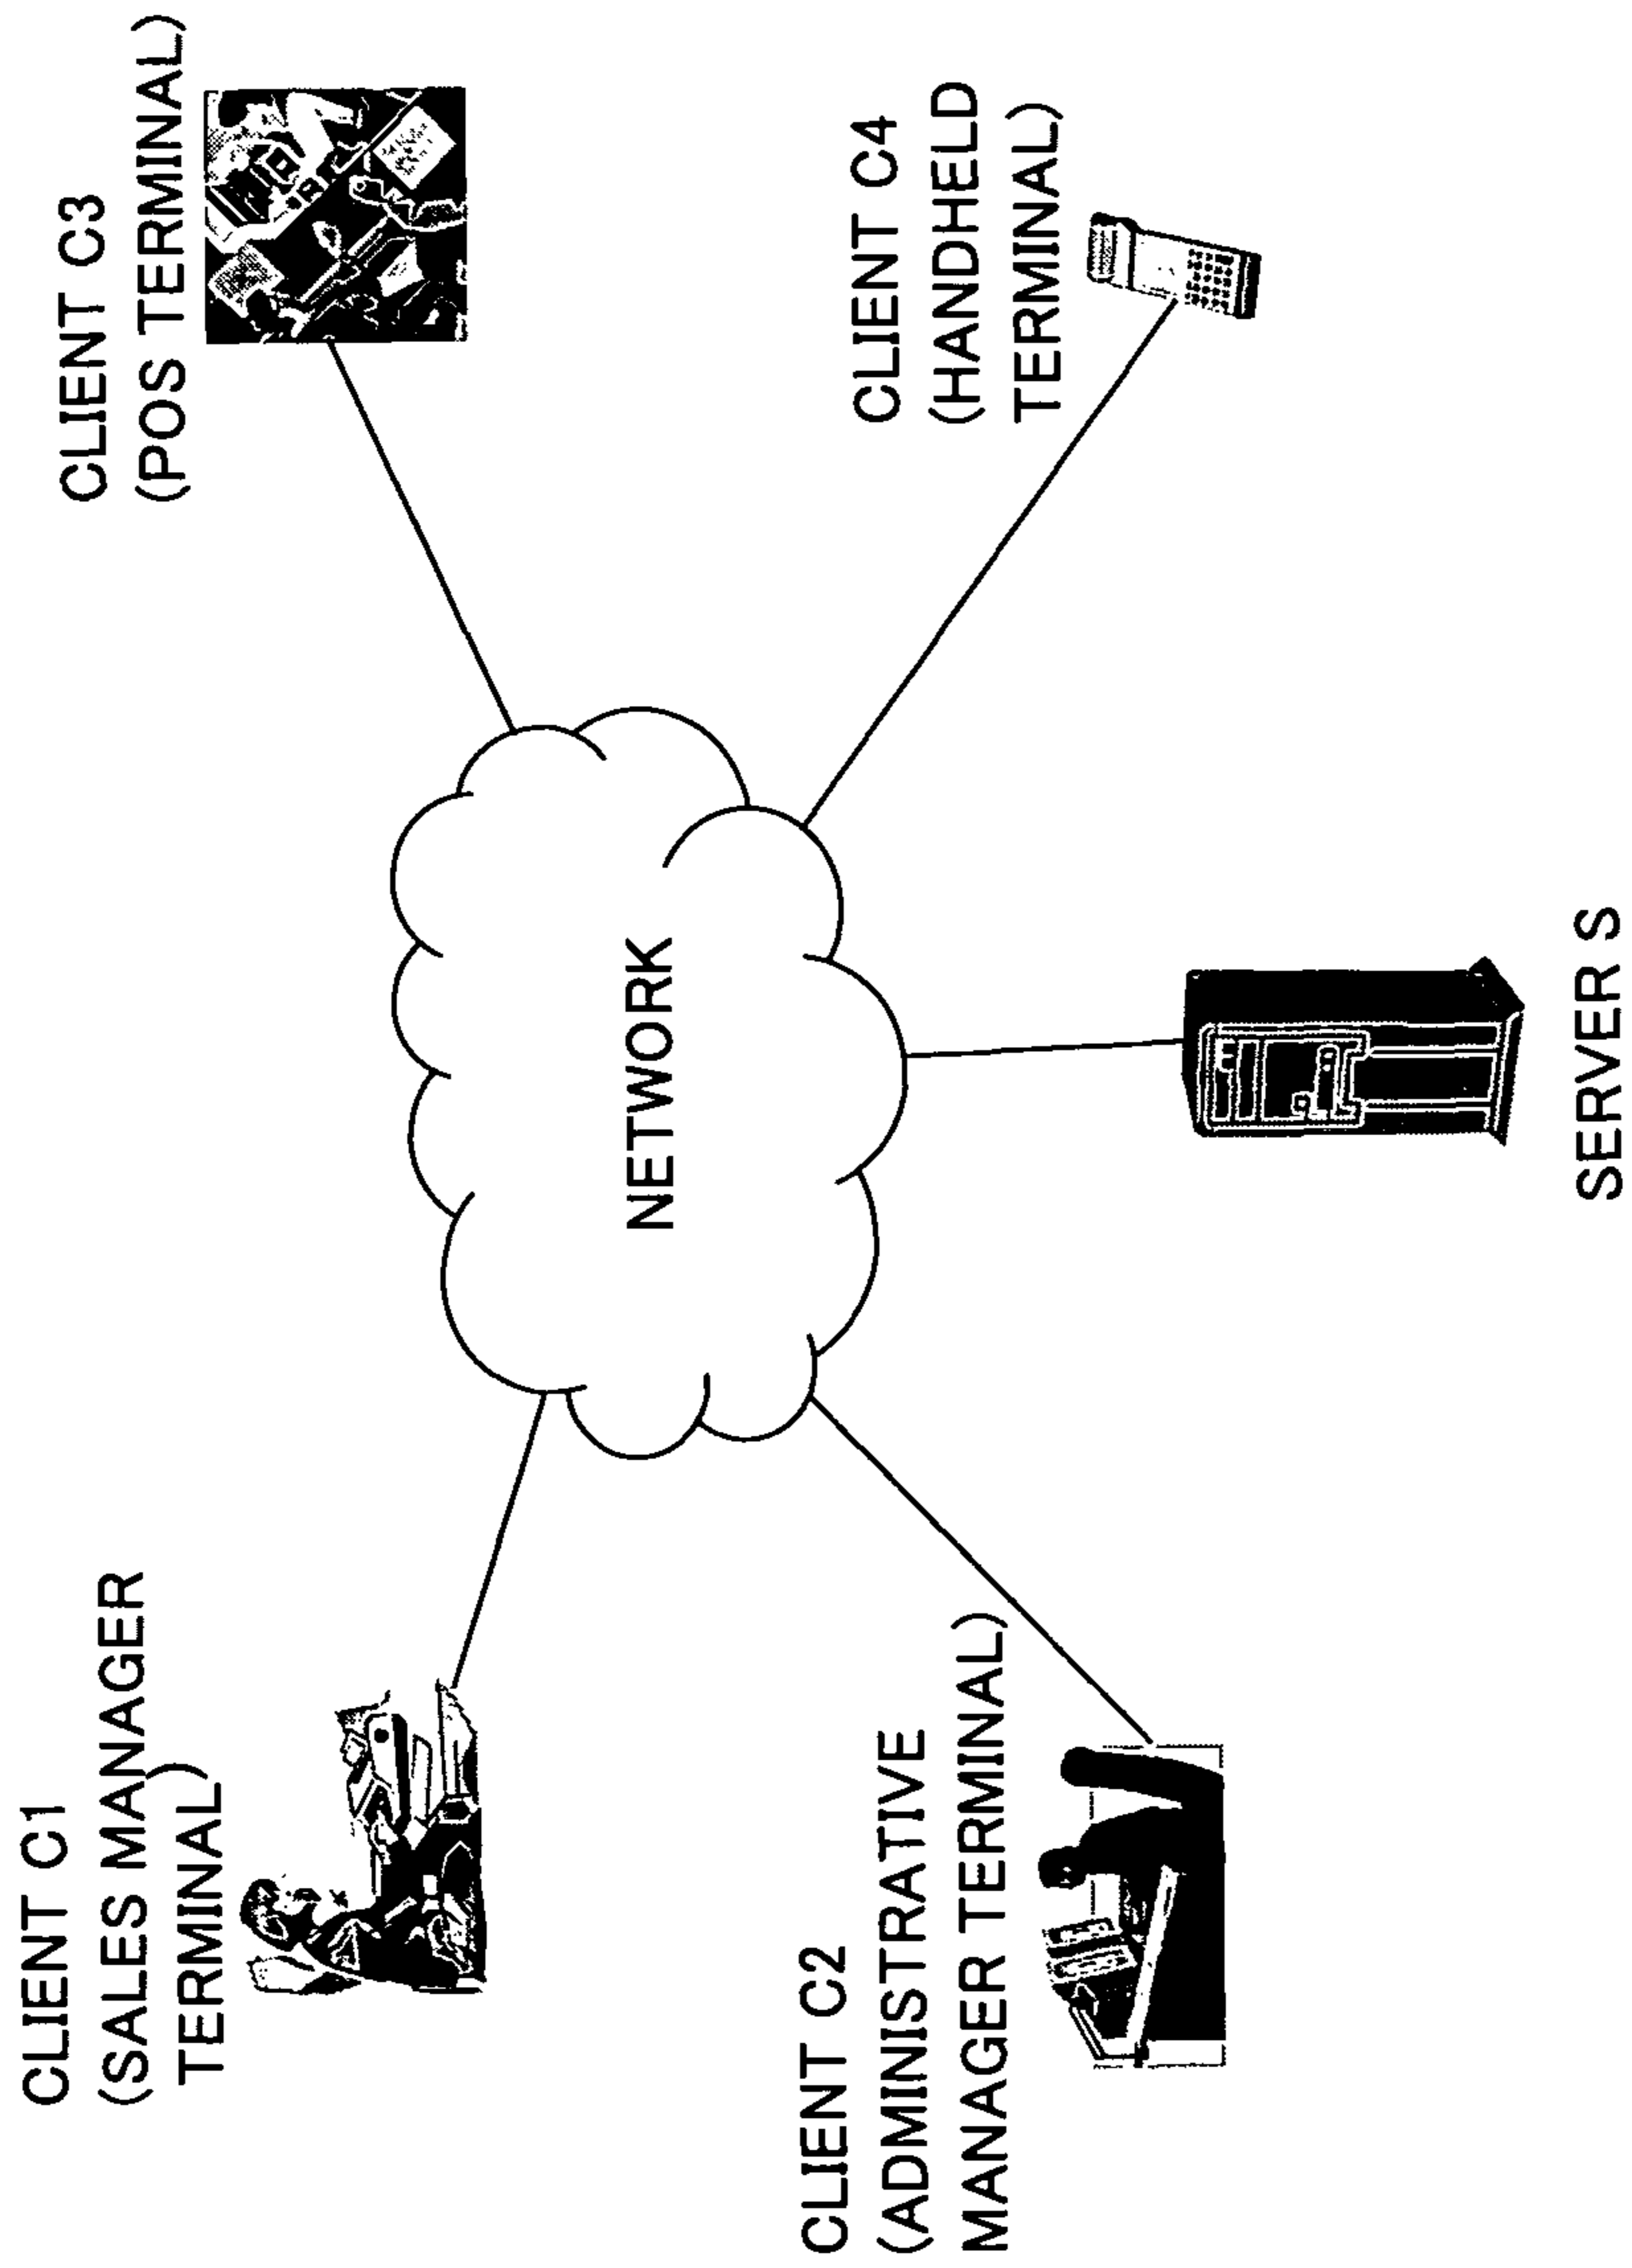 CLIENT C1
(SALES MANAGER
TERMINAL)
CLIENT C3
(POS TERMINAL)
NETWORK
CLIENT C2
(ADMINISTRATIVE
MANAGER TERMINAL)
CLIENT C4
(HANDHELD
TERMINAL)
SERVER S